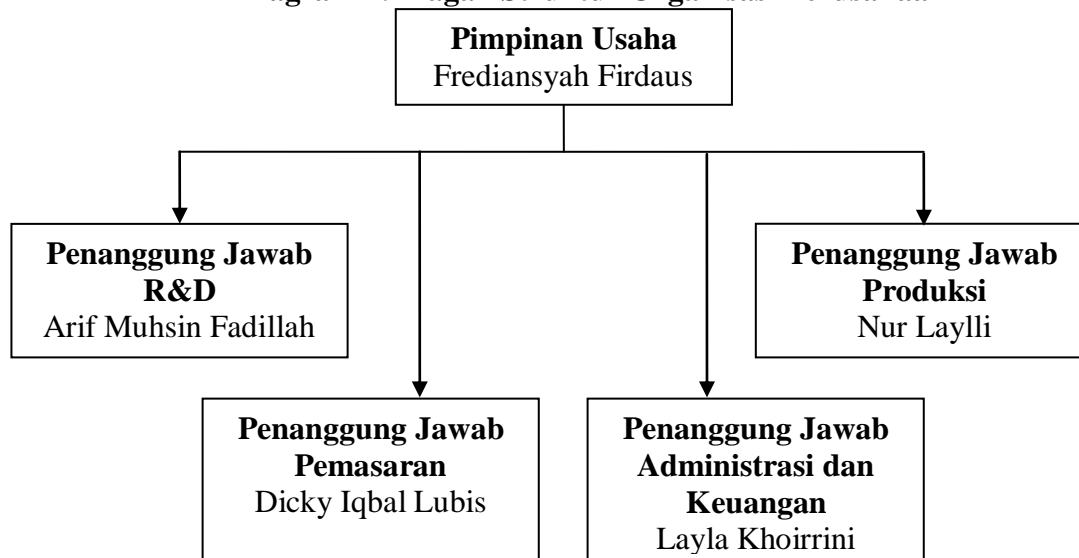 Pimpinan Usaha
Frediansyah Firdaus
Penanggung Jawab
R&D
Arif Muhsin Fadillah
Penanggung Jawab
Produksi
Nur Laylli
Penanggung Jawab
Pemasaran
Dicky Iqbal Lubis
Penanggung Jawab
Administrasi dan
Keuangan
Layla Khoirrini